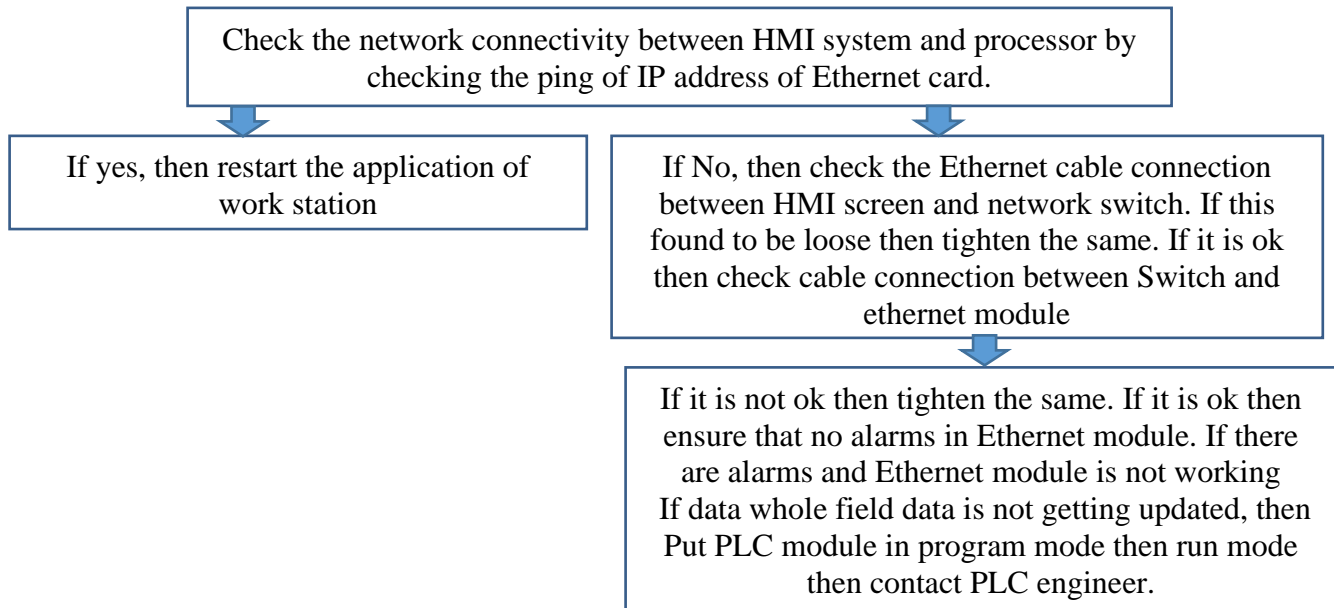 Check the network connectivity between HMI system and processor by
checking the ping of IP address of Ethernet card.
If yes, then restart the application of
work station
If No, then check the Ethernet cable connection
between HMI screen and network switch. If this
found to be loose then tighten the same. If it is ok
then check cable connection between Switch and
ethernet module
If it is not ok then tighten the same. If it is ok then
ensure that no alarms in Ethernet module. If there
are alarms and Ethernet module is not working
If data whole field data is not getting updated, then
Put PLC module in program mode then run mode
then contact PLC engineer.